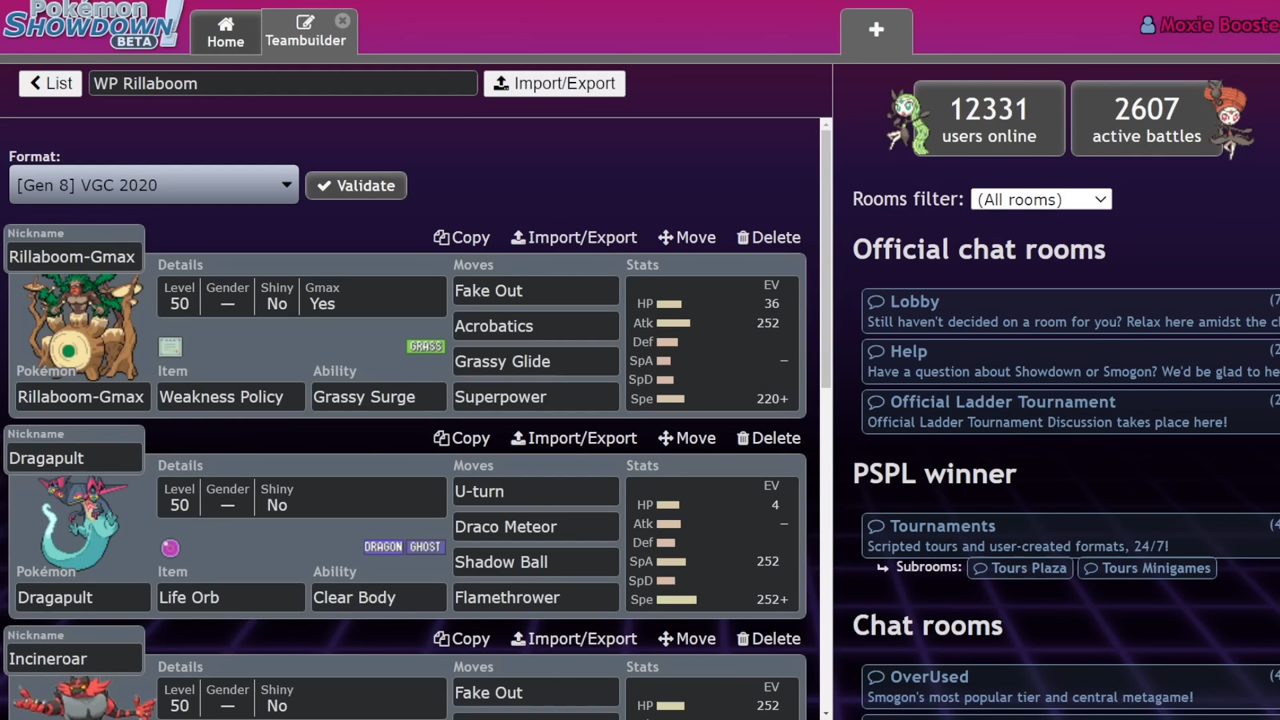 Pokémon
SHOWDOWN!
BETA
Home
Teambuilder
+
Moxie Booste
List
WP Rillaboom
Import/Export
12331
users online
2607
active battles
Format:
[Gen 8] VGC 2020
Validate
Rooms filter: (All rooms)
Nickname
Rillaboom-Gmax
Copy Import/Export Move Delete
Details
Moves
Stats
Level
50
Gender
—
Shiny
No
Gmax
Yes
GRASS
Pokémon
Rillaboom-Gmax
Item
Weakness Policy
Ability
Grassy Surge
Fake Out
Acrobatics
Grassy Glide
Superpower
EV
HP 36
Atk 252
Def
SpA –
SpD
Spe 220+
Nickname
Dragapult
Copy Import/Export Move Delete
Details
Moves
Stats
Level
50
Gender
—
Shiny
No
DRAGON GHOST
Pokémon
Dragapult
Item
Life Orb
Ability
Clear Body
U-turn
Draco Meteor
Shadow Ball
Flamethrower
EV
HP 4
Atk –
Def
SpA 252
SpD
Spe 252+
Nickname
Incineroar
Copy Import/Export Move Delete
Details
Moves
Stats
Level
50
Gender
—
Shiny
No
Fake Out
EV
HP 252
Official chat rooms
Lobby (7
Still haven't decided on a room for you? Relax here amidst the c
Help (2
Have a question about Showdown or Smogon? We'd be glad to he
Official Ladder Tournament (2
Official Ladder Tournament Discussion takes place here!
PSPL winner
Tournaments (4
Scripted tours and user-created formats, 24/7!
Subrooms: Tours Plaza Tours Minigames
Chat rooms
OverUsed (4
Smogon's most popular tier and central metagame!